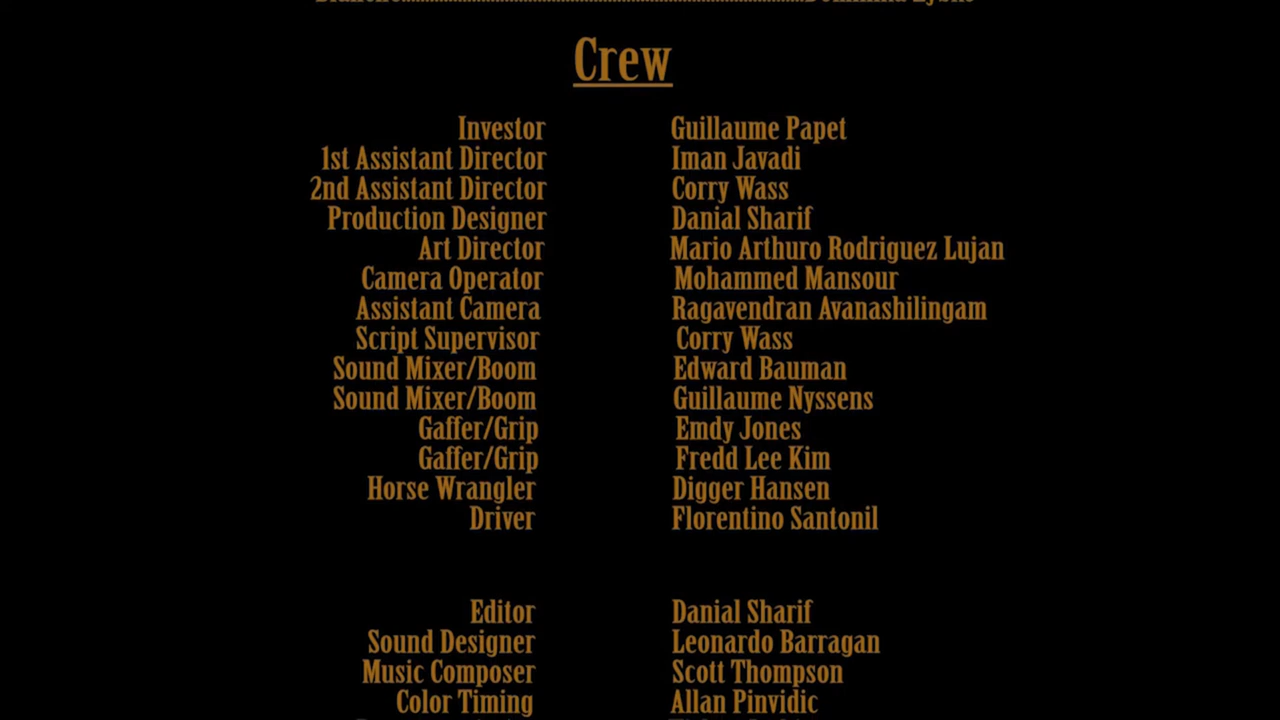 Crew
Investor Guillaume Papet
1st Assistant Director Iman Javadi
2nd Assistant Director Corry Wass
Production Designer Danial Sharif
Art Director Mario Arthuro Rodriguez Lujan
Camera Operator Mohammed Mansour
Assistant Camera Ragavendran Avanashilingam
Script Supervisor Corry Wass
Sound Mixer/Boom Edward Bauman
Sound Mixer/Boom Guillaume Nyssens
Gaffer/Grip Emdy Jones
Gaffer/Grip Fredd Lee Kim
Horse Wrangler Digger Hansen
Driver Florentino Santonil
Editor Danial Sharif
Sound Designer Leonardo Barragan
Music Composer Scott Thompson
Color Timing Allan Pinvidic